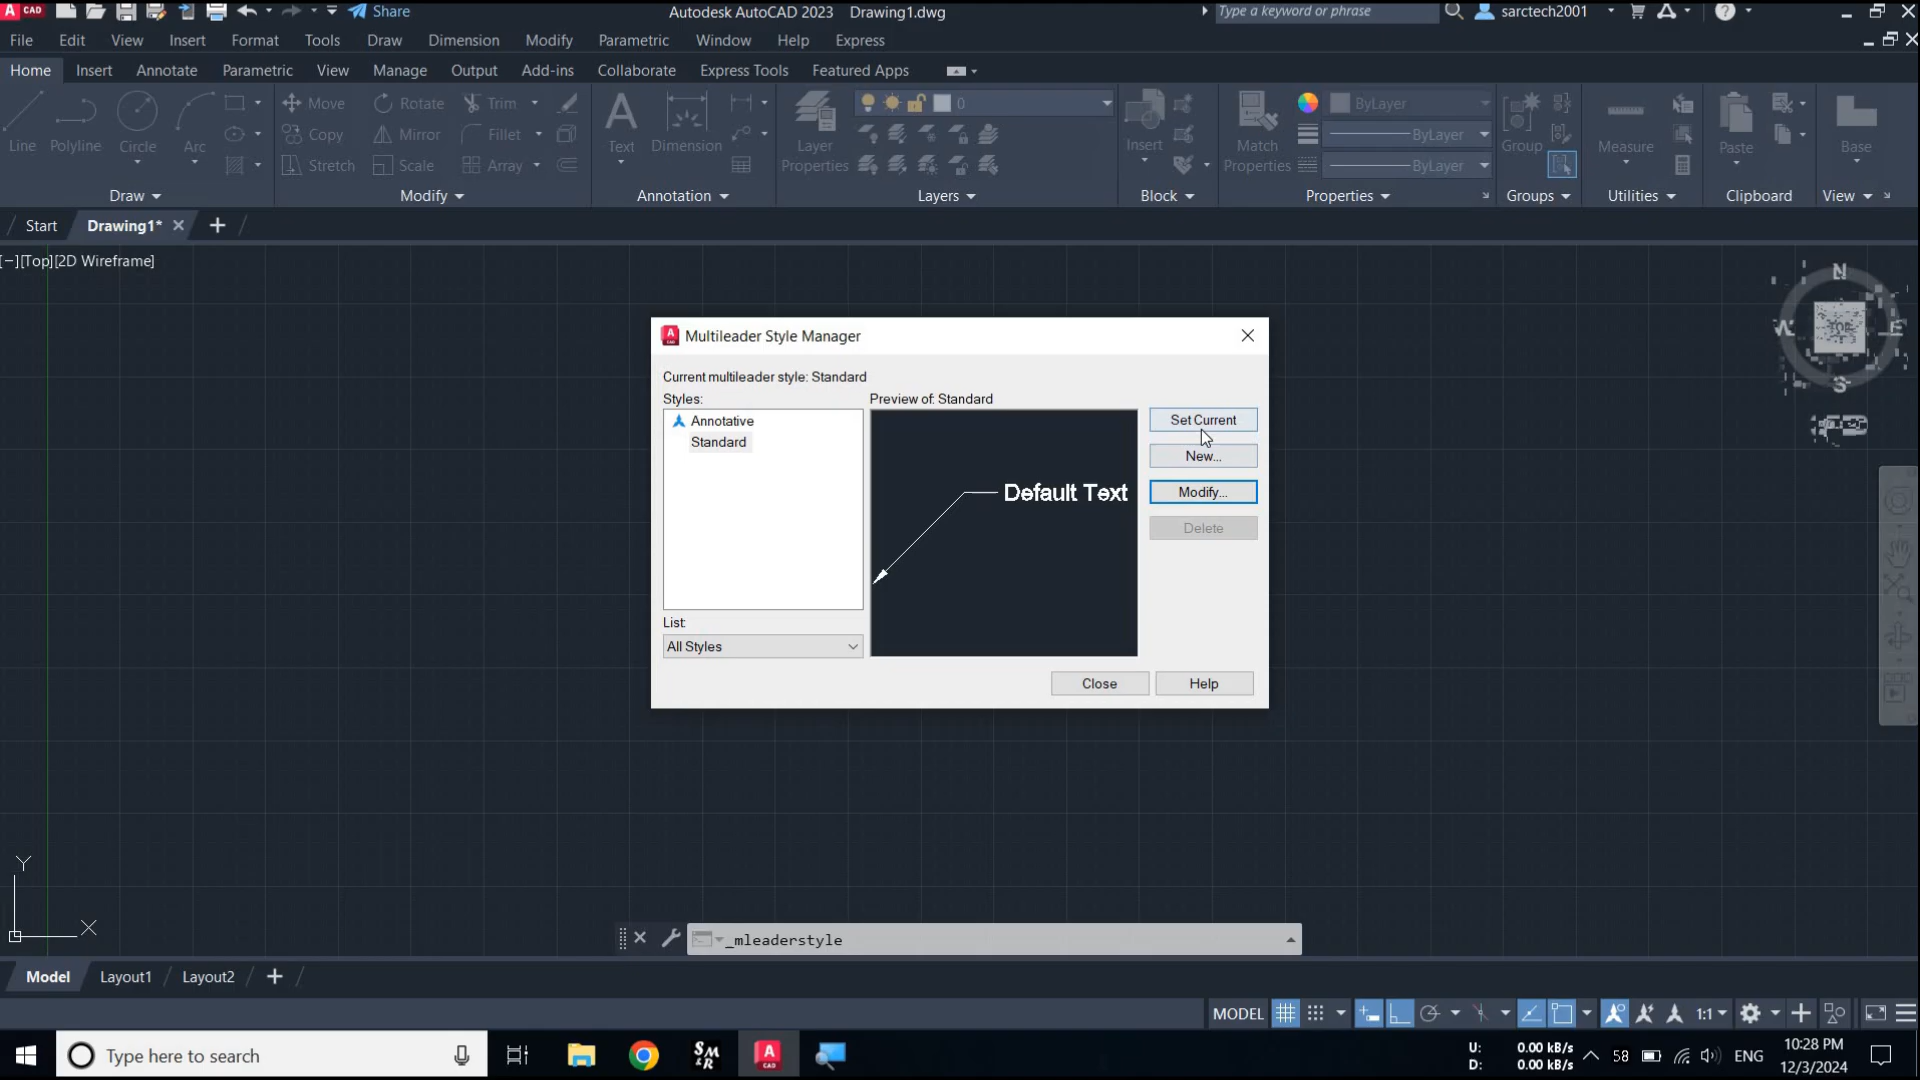 CAD Share Autodesk AutoCAD 2023 Drawing1.dwg Type a keyword or phrase sarctech2001
File Edit View Insert Format Tools Draw Dimension Modify Parametric Window Help Express
Home Insert Annotate Parametric View Manage Output Add-ins Collaborate Express Tools Featured Apps
Line Polyline Circle Arc
Move Rotate Trim
Copy Mirror Fillet
Stretch Scale Array
Text Dimension
Layer Properties
0
Insert
Match Properties
ByLayer
ByLayer
ByLayer
Group Measure Paste Base
Draw Modify Annotation Layers Block Properties Groups Utilities Clipboard View
Start Drawing1* +
[−][Top][2D Wireframe]
N
W TOP E
S
Multileader Style Manager
Current multileader style: Standard
Styles: Preview of: Standard
Annotative
Standard
Default Text
Set Current
New...
Modify...
Delete
List:
All Styles
Close Help
Y
X
_mleaderstyle
Model Layout1 Layout2 +
MODEL 1:1
Type here to search
S M & R
A CAD
U: 0.00 kB/s
D: 0.00 kB/s
58 ENG
10:28 PM
12/3/2024